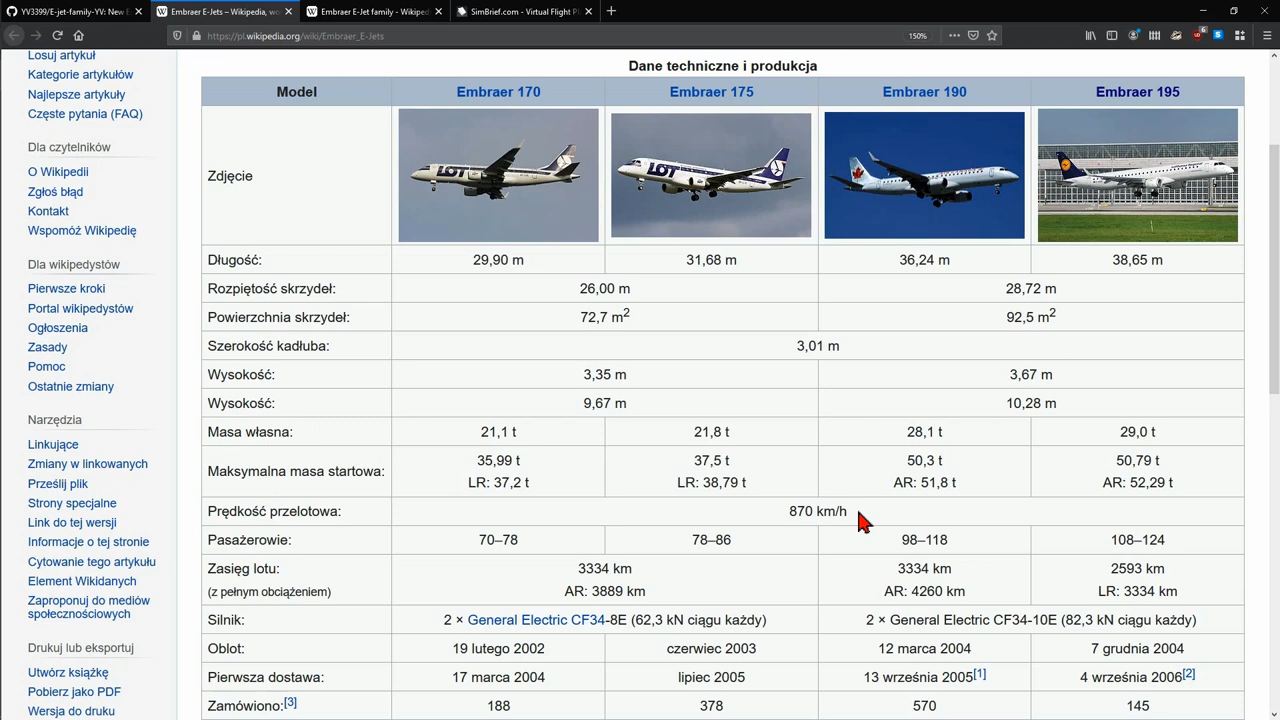 YV3399/E-jet-family-YV: New E
Embraer E-Jets – Wikipedia, wo
Embraer E-Jet family - Wikiped
SimBrief.com - Virtual Flight Pl
https://pl.wikipedia.org/wiki/Embraer_E-Jets
150%
6
Losuj artykuł
Kategorie artykułów
Najlepsze artykuły
Częste pytania (FAQ)
Dla czytelników
O Wikipedii
Zgłoś błąd
Kontakt
Wspomóż Wikipedię
Dla wikipedystów
Pierwsze kroki
Portal wikipedystów
Ogłoszenia
Zasady
Pomoc
Ostatnie zmiany
Narzędzia
Linkujące
Zmiany w linkowanych
Prześlij plik
Strony specjalne
Link do tej wersji
Informacje o tej stronie
Cytowanie tego artykułu
Element Wikidanych
Zaproponuj do mediów
społecznościowych
Drukuj lub eksportuj
Utwórz książkę
Pobierz jako PDF
Wersja do druku
Dane techniczne i produkcja
Model Embraer 170 Embraer 175 Embraer 190 Embraer 195
Zdjęcie LOT LOT
Długość: 29,90 m 31,68 m 36,24 m 38,65 m
Rozpiętość skrzydeł: 26,00 m 28,72 m
Powierzchnia skrzydeł: 72,7 m2 92,5 m2
Szerokość kadłuba: 3,01 m
Wysokość: 3,35 m 3,67 m
Wysokość: 9,67 m 10,28 m
Masa własna: 21,1 t 21,8 t 28,1 t 29,0 t
Maksymalna masa startowa: 35,99 t 37,5 t 50,3 t 50,79 t
LR: 37,2 t LR: 38,79 t AR: 51,8 t AR: 52,29 t
Prędkość przelotowa: 870 km/h
Pasażerowie: 70–78 78–86 98–118 108–124
Zasięg lotu: 3334 km 3334 km 2593 km
(z pełnym obciążeniem) AR: 3889 km AR: 4260 km LR: 3334 km
Silnik: 2 × General Electric CF34-8E (62,3 kN ciągu każdy) 2 × General Electric CF34-10E (82,3 kN ciągu każdy)
Oblot: 19 lutego 2002 czerwiec 2003 12 marca 2004 7 grudnia 2004
Pierwsza dostawa: 17 marca 2004 lipiec 2005 13 września 2005[1] 4 września 2006[2]
Zamówiono:[3] 188 378 570 145